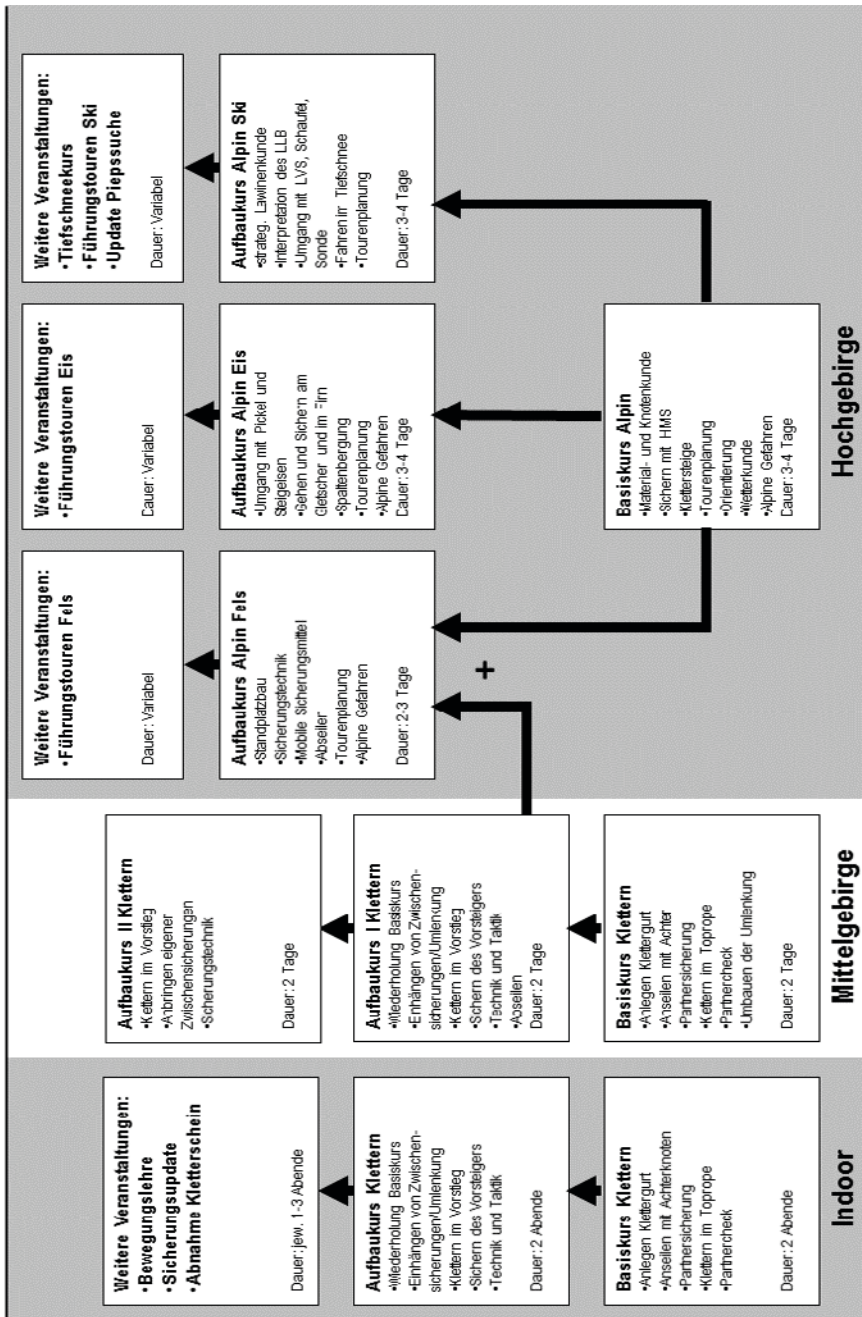 Weitere Veranstaltungen:
•Bewegungslehre
•Sicherungsupdate
•Abnahme Kletterschein
Dauer: jew. 1-3 Abende
Aufbaukurs Klettern
•Wiederholung Basiskurs
•Einhängen von Zwischen-
sicherungen/Umlenkung
•Klettern im Vorstieg
•Sichern des Vorsteigers
•Technik und Taktik
Dauer: 2 Abende
Basiskurs Klettern
•Anlegen Klettergurt
•Anseilen mit Achterknoten
•Partnersicherung
•Klettern im Toprope
•Partnercheck
Dauer: 2 Abende
Indoor
Aufbaukurs II Klettern
•Kettern im Vorstieg
•Anbringen eigener
Zwischensicherungen
•Scherungstechnik
Dauer: 2 Tage
Aufbaukurs I Klettern
•Wiederholung Basiskurs
•Enhängen von Zwischen-
sicherungen/Umlenkung
•Kettern im Vorstieg
•Schern des Vorsteigers
•Technik und Taktik
•Abseilen
Dauer: 2 Tage
Basiskurs Klettern
•Anlegen Klettergurt
•Anseilen mit Achter
•Partnersicherung
•Kettern im Toprope
•Partnercheck
•Umbauen der Umlenkung
Dauer: 2 Tage
Mittelgebirge
Weitere Veranstaltungen:
•Führungstouren Fels
Dauer: Variabel
Aufbaukurs Alpin Fels
•Standplatzbau
•Sicherungstechnik
•Mobile Sicherungsmittel
•Abseiler
•Tourenplanung
•Alpine Gefahren
Dauer: 2-3 Tage
+
Weitere Veranstaltungen:
•Führungstouren Eis
Dauer: Variabel
Aufbaukurs Alpin Eis
•Umgang mit Pickel und
Steigeisen
•Gehen und Sichern am
Gletscher und im Firn
•Spaltenbergung
•Tourenplanung
•Alpine Gefahren
Dauer: 3-4 Tage
Weitere Veranstaltungen:
•Tiefschneekurs
•Führungstouren Ski
•Update Piepssuche
Dauer: Variabel
Aufbaukurs Alpin Ski
•strateg. Lawinenkunde
•Interpretation des LLB
•Umgang mit LVS, Schaufel,
Sonde
•Fahren im Tiefschnee
•Tourenplanung
Dauer: 3-4 Tage
Basiskurs Alpin
•Material- und Knotenkunde
•Sichern mit HMS
•Klettersteige
•Tourenplanung
•Orientierung
•Wetterkunde
•Alpine Gefahren
Dauer: 3-4 Tage
Hochgebirge